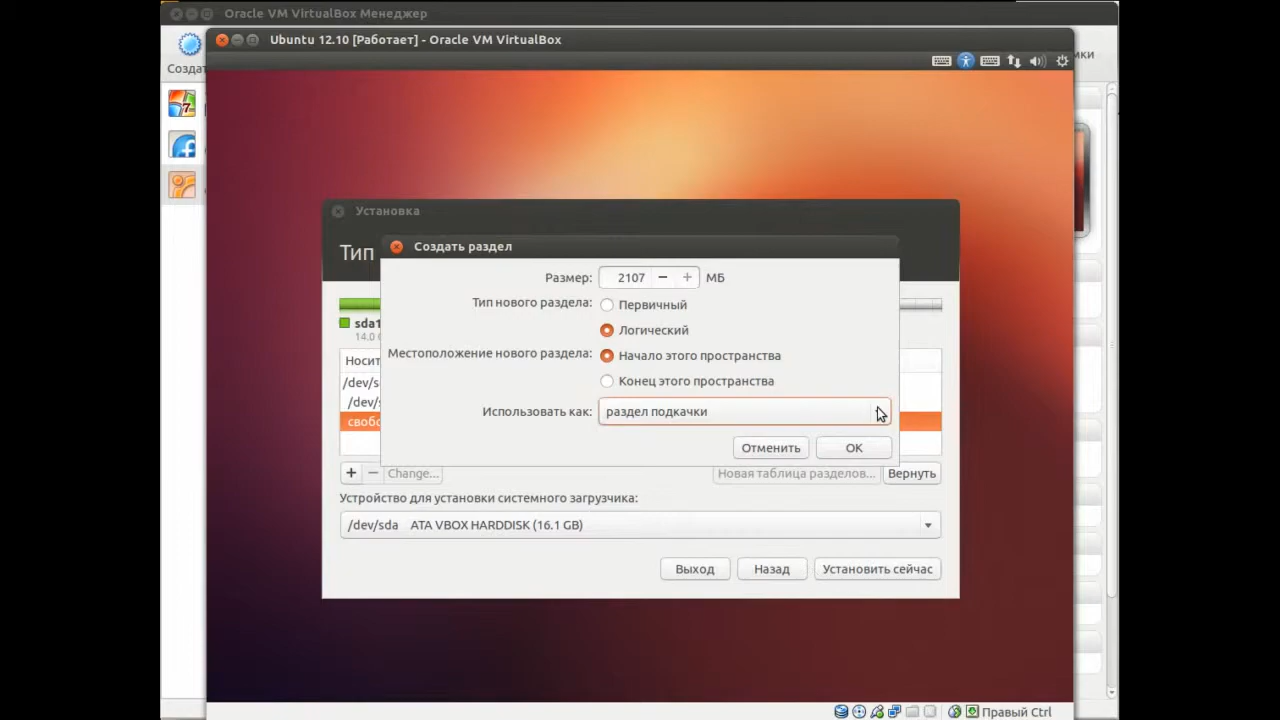 Oracle VM VirtualBox Менеджер
Ubuntu 12.10 [Работает] - Oracle VM VirtualBox
Установка
Тип
Создать раздел
Размер: 2107 МБ
Тип нового раздела: Первичный
Логический
Местоположение нового раздела: Начало этого пространства
Конец этого пространства
Использовать как: раздел подкачки
Отменить OK
sda1
14.0
Носит
/dev/s
/dev/s
свобо
+ − Change... Новая таблица разделов... Вернуть
Устройство для установки системного загрузчика:
/dev/sda ATA VBOX HARDDISK (16.1 GB)
Выход Назад Установить сейчас
Правый Ctrl